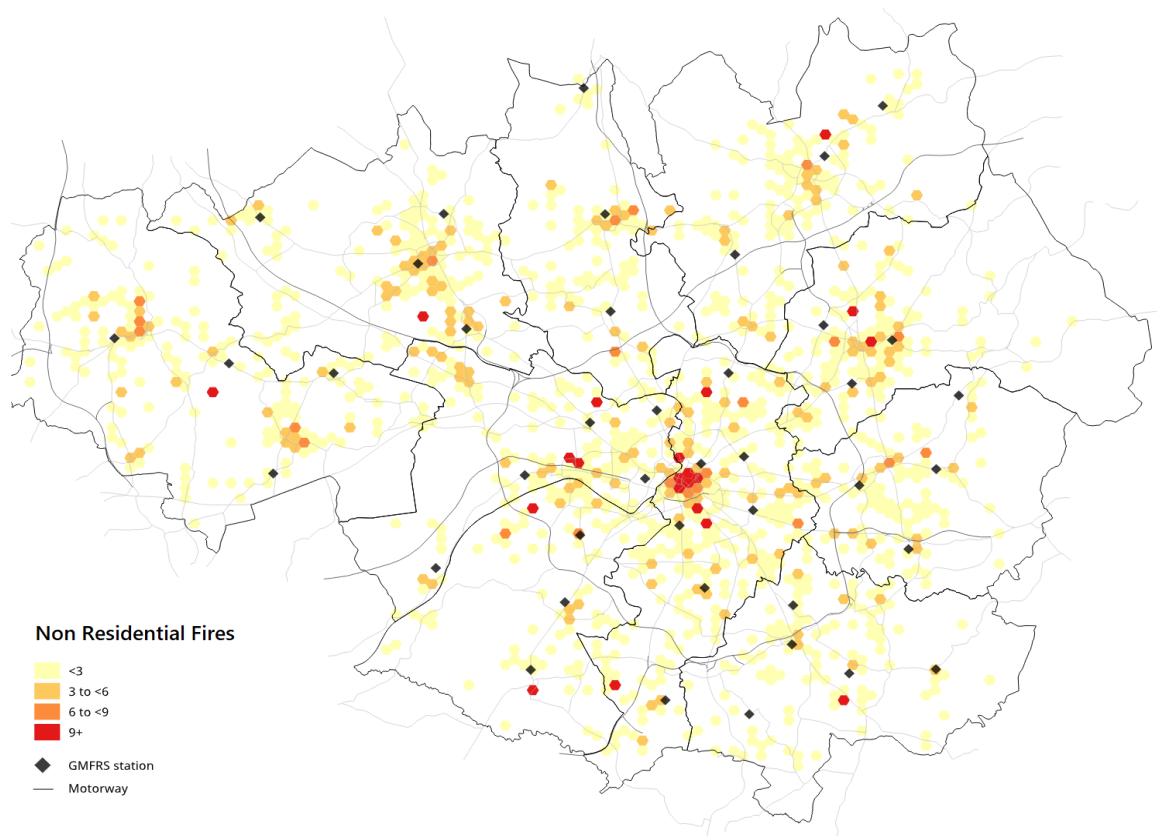 Non Residential Fires
<3
3 to <6
6 to <9
9+
GMFRS station
Motorway